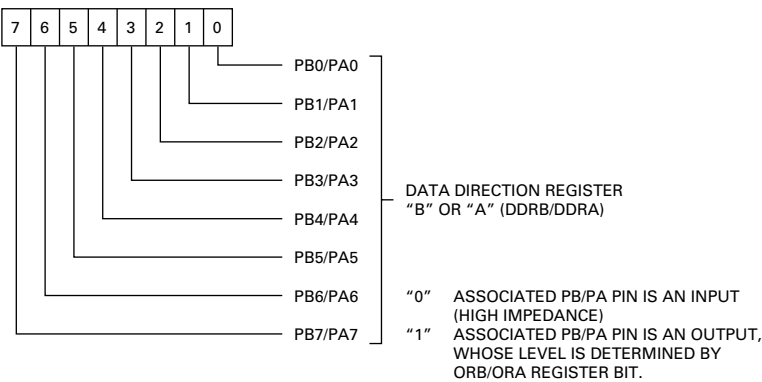 7 6 5 4 3 2 1 0
PB0/PA0
PB1/PA1
PB2/PA2
PB3/PA3
PB4/PA4
PB5/PA5
PB6/PA6
PB7/PA7
DATA DIRECTION REGISTER
“B” OR “A” (DDRB/DDRA)
“0” ASSOCIATED PB/PA PIN IS AN INPUT
(HIGH IMPEDANCE)
“1” ASSOCIATED PB/PA PIN IS AN OUTPUT,
WHOSE LEVEL IS DETERMINED BY
ORB/ORA REGISTER BIT.